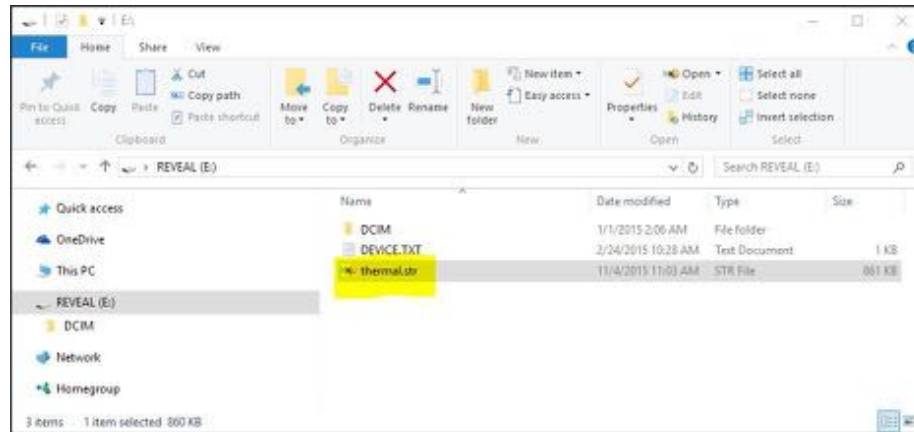 E:\
File Home Share View
Pin to Quick access
Copy
Paste
Cut
Copy path
Paste shortcut
Move to
Copy to
Delete
Rename
New folder
New item
Easy access
Properties
Open
Edit
History
Select all
Select none
Invert selection
Clipboard Organize New Open Select
REVEAL (E:) Search REVEAL (E:)
Quick access
OneDrive
This PC
REVEAL (E:)
DCIM
Network
Homegroup
Name Date modified Type Size
DCIM 1/1/2015 2:06 AM File folder
DEVICE.TXT 2/24/2015 10:28 AM Text Document 1 KB
thermal.str 11/4/2015 11:03 AM STR File 861 KB
3 items 1 item selected 860 KB